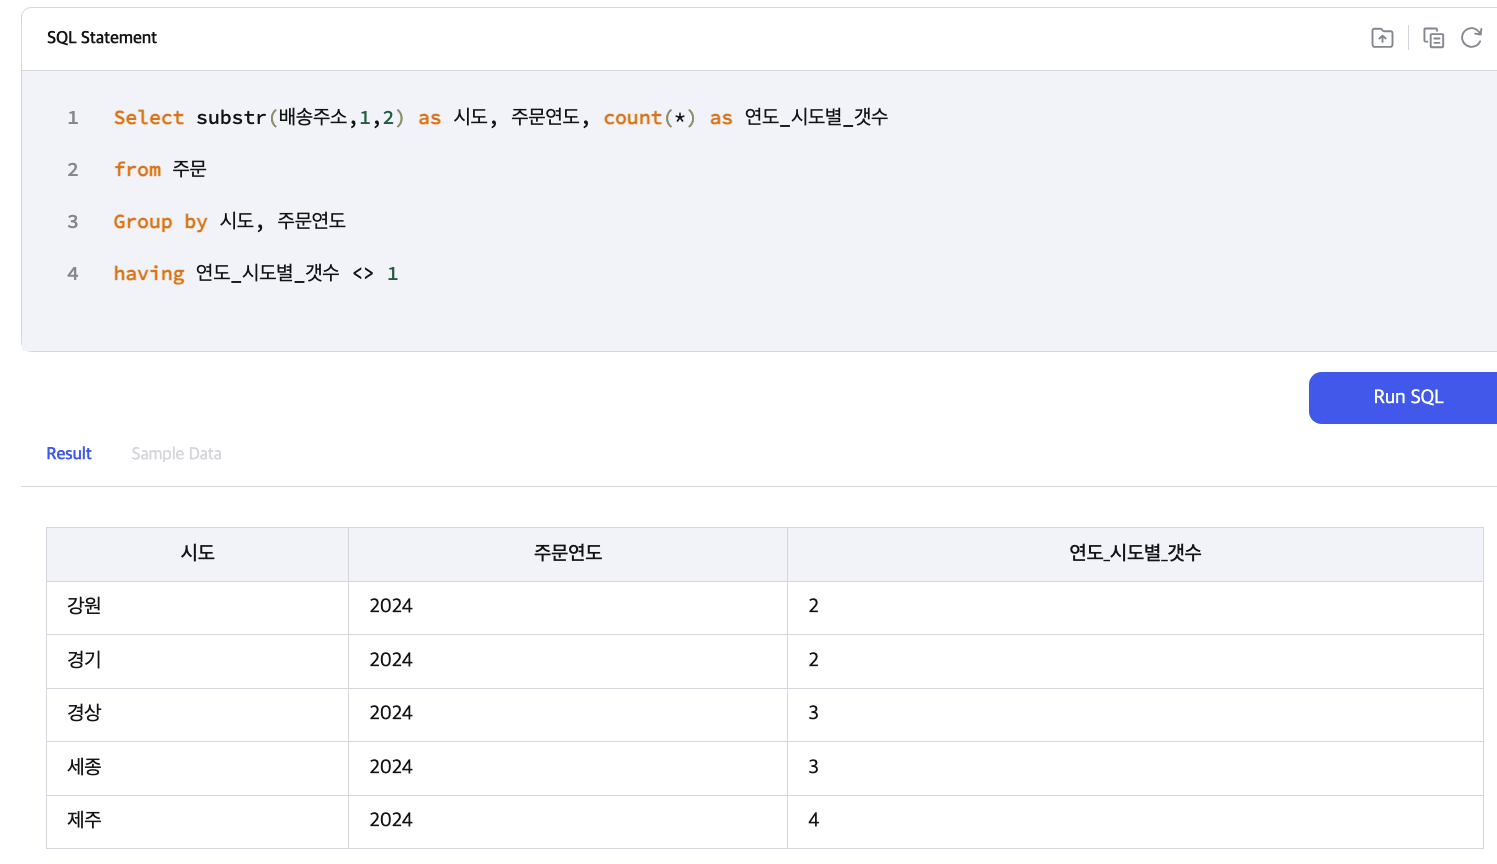 SQL Statement
1 Select substr(배송주소,1,2) as 시도, 주문연도, count(*) as 연도_시도별_갯수
2 from 주문
3 Group by 시도, 주문연도
4 having 연도_시도별_갯수 <> 1
Run SQL
Result Sample Data
시도 주문연도 연도_시도별_갯수
강원 2024 2
경기 2024 2
경상 2024 3
세종 2024 3
제주 2024 4